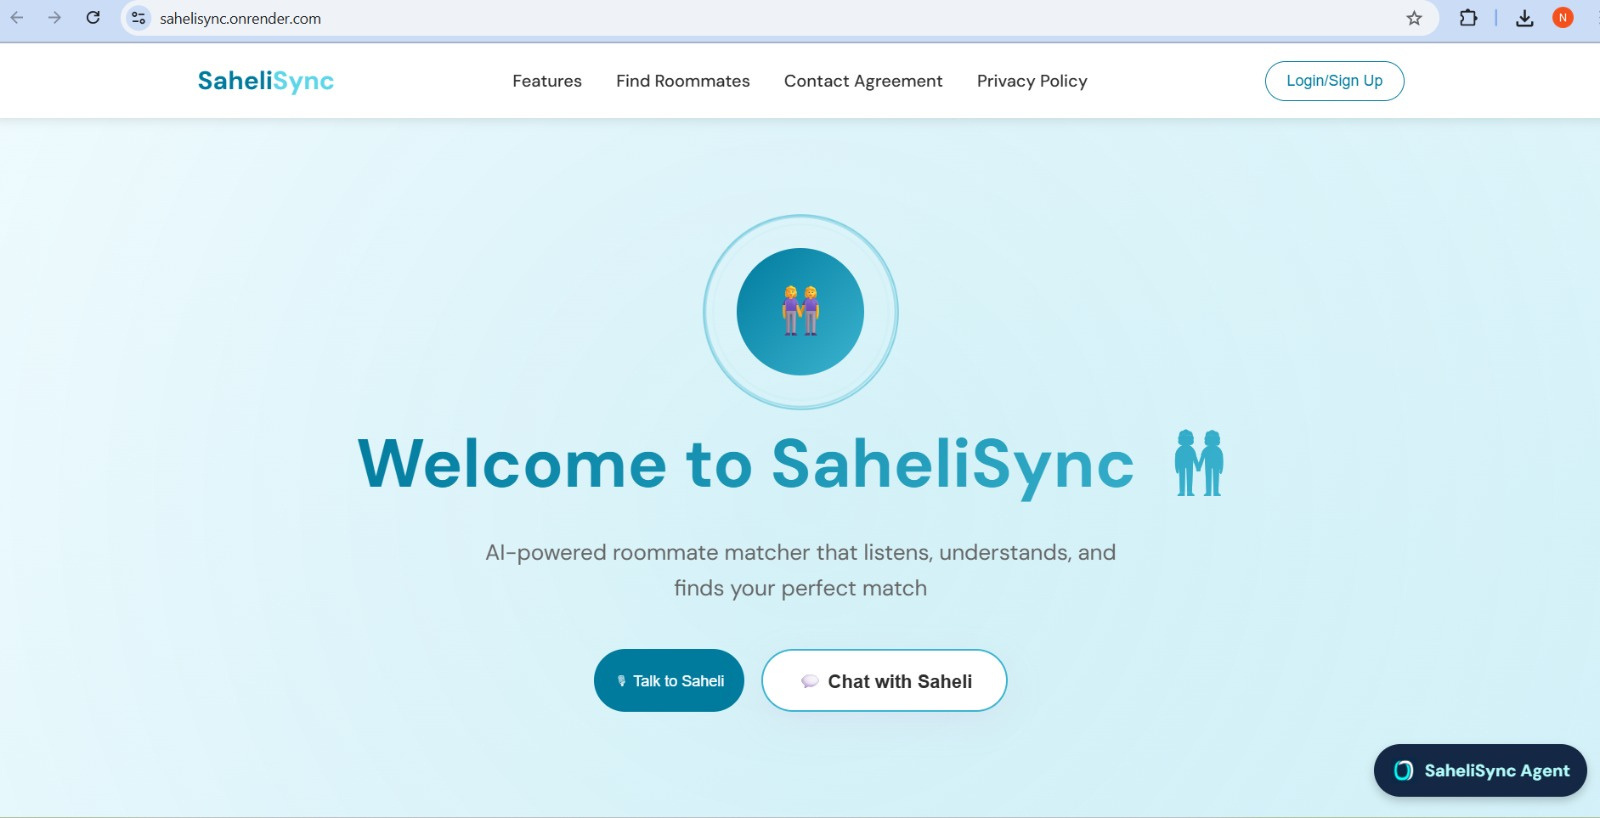 sahelisync.onrender.com
N
SaheliSync
Features
Find Roommates
Contact Agreement
Privacy Policy
Login/Sign Up
Welcome to SaheliSync
AI-powered roommate matcher that listens, understands, and
finds your perfect match
Talk to Saheli
Chat with Saheli
SaheliSync Agent